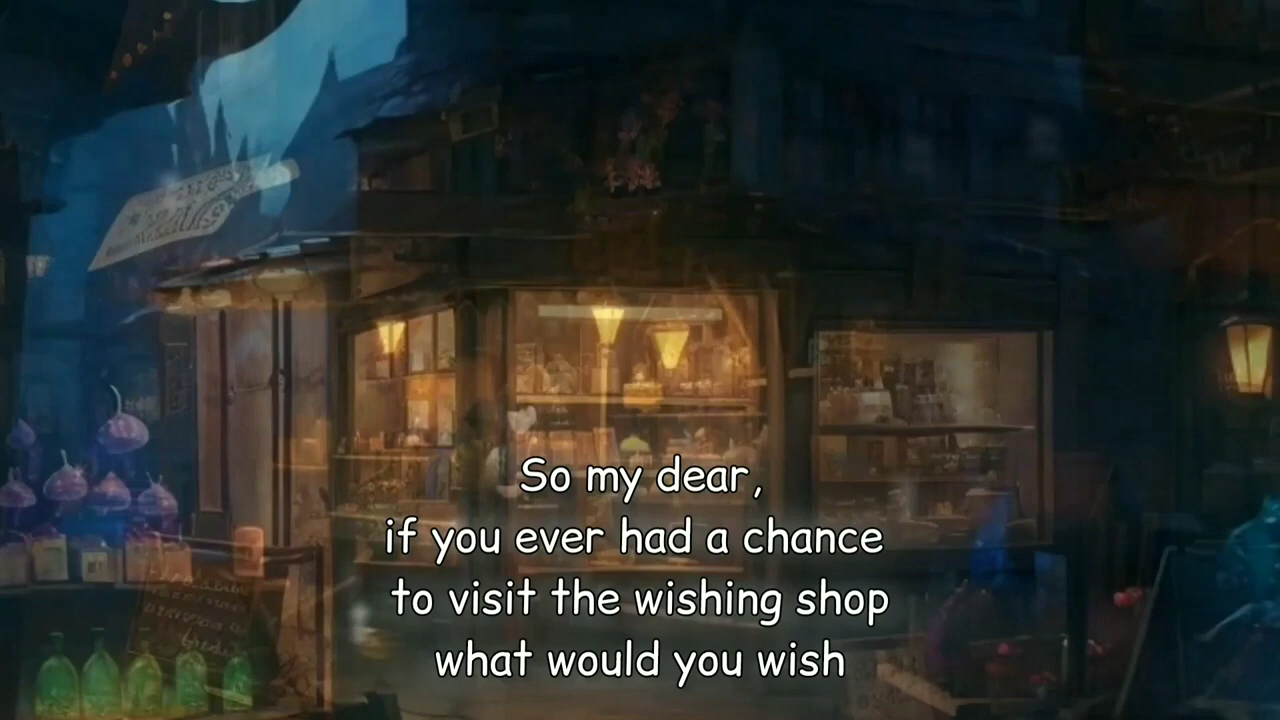 So my dear,
if you ever had a chance
to visit the wishing shop
what would you wish